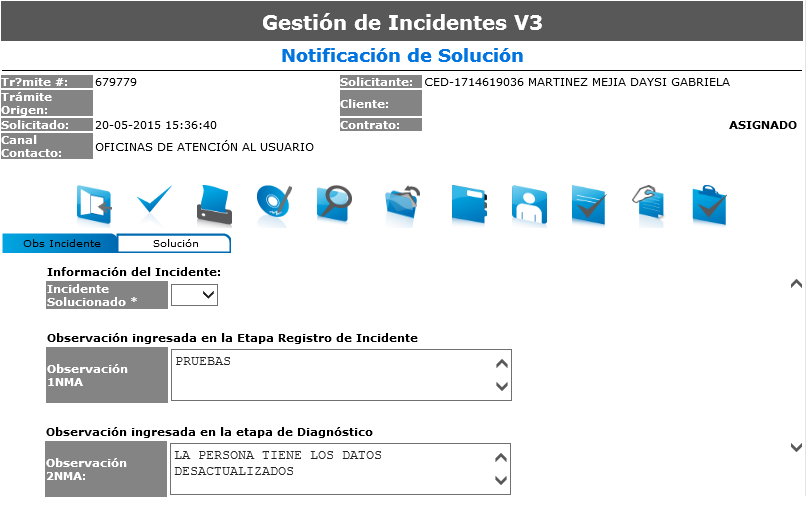 Gestión de Incidentes V3
Notificación de Solución
Tr?mite #: 679779 Solicitante: CED-1714619036 MARTINEZ MEJIA DAYSI GABRIELA
Trámite
Origen: Cliente:
Solicitado: 20-05-2015 15:36:40 Contrato: ASIGNADO
Canal
Contacto: OFICINAS DE ATENCIÓN AL USUARIO
Obs Incidente Solución
Información del Incidente:
Incidente
Solucionado *
Observación ingresada en la Etapa Registro de Incidente
Observación
1NMA
PRUEBAS
Observación ingresada en la etapa de Diagnóstico
Observación
2NMA:
LA PERSONA TIENE LOS DATOS
DESACTUALIZADOS